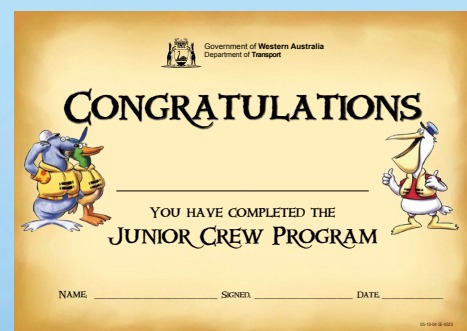 Government of Western Australia
Department of Transport
CONGRATULATIONS
YOU HAVE COMPLETED THE
JUNIOR CREW PROGRAM
NAME: SIGNED: DATE: